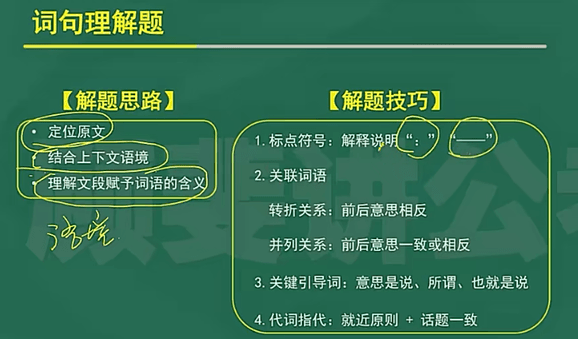 词句理解题
【解题思路】
• 定位原文
• 结合上下文语境
• 理解文段赋予词语的含义
语境
【解题技巧】
1.标点符号：解释说明“：” “——”
2.关联词语
转折关系：前后意思相反
并列关系：前后意思一致或相反
3.关键引导词：意思是说、所谓、也就是说
4.代词指代：就近原则 + 话题一致